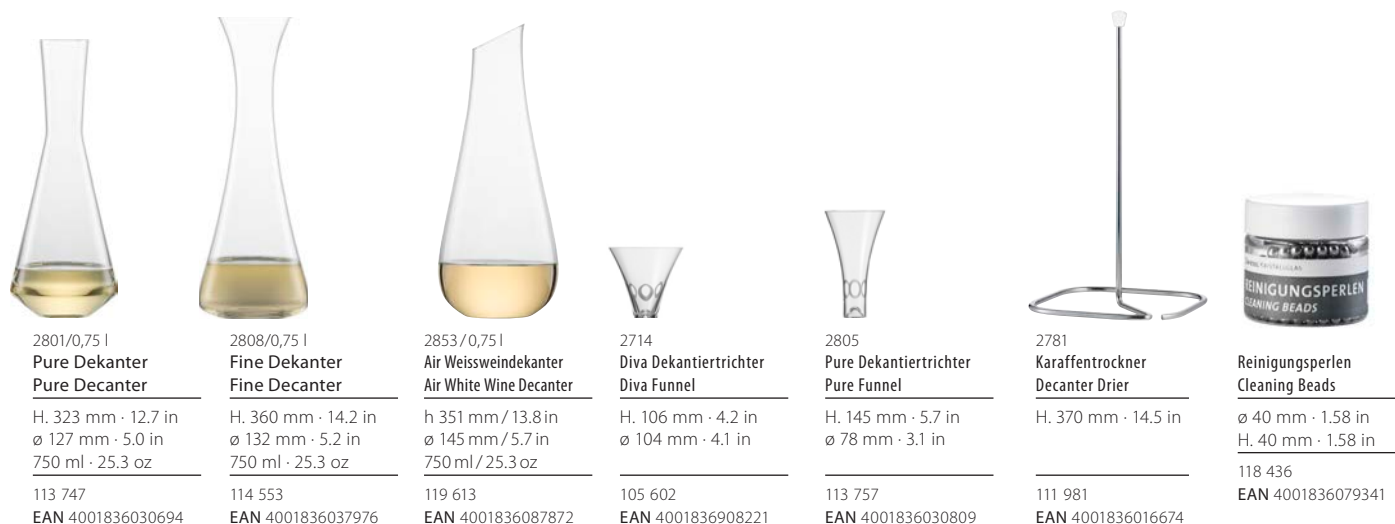 REINIGUNGSPERLEN
CLEANING BEADS
2801/0,75 l
Pure Dekanter
Pure Decanter
H. 323 mm · 12.7 in
ø 127 mm · 5.0 in
750 ml · 25.3 oz
113 747
EAN 4001836030694
2808/0,75 l
Fine Dekanter
Fine Decanter
H. 360 mm · 14.2 in
ø 132 mm · 5.2 in
750 ml · 25.3 oz
114 553
EAN 4001836037976
2853/0,75 l
Air Weissweindekanter
Air White Wine Decanter
h 351 mm / 13.8 in
ø 145 mm / 5.7 in
750 ml / 25.3 oz
119 613
EAN 4001836087872
2714
Diva Dekantiertrichter
Diva Funnel
H. 106 mm · 4.2 in
ø 104 mm · 4.1 in
105 602
EAN 4001836908221
2805
Pure Dekantiertrichter
Pure Funnel
H. 145 mm · 5.7 in
ø 78 mm · 3.1 in
113 757
EAN 4001836030809
2781
Karaffentrockner
Decanter Drier
H. 370 mm · 14.5 in
111 981
EAN 4001836016674
Reinigungsperlen
Cleaning Beads
ø 40 mm · 1.58 in
H. 40 mm · 1.58 in
118 436
EAN 4001836079341